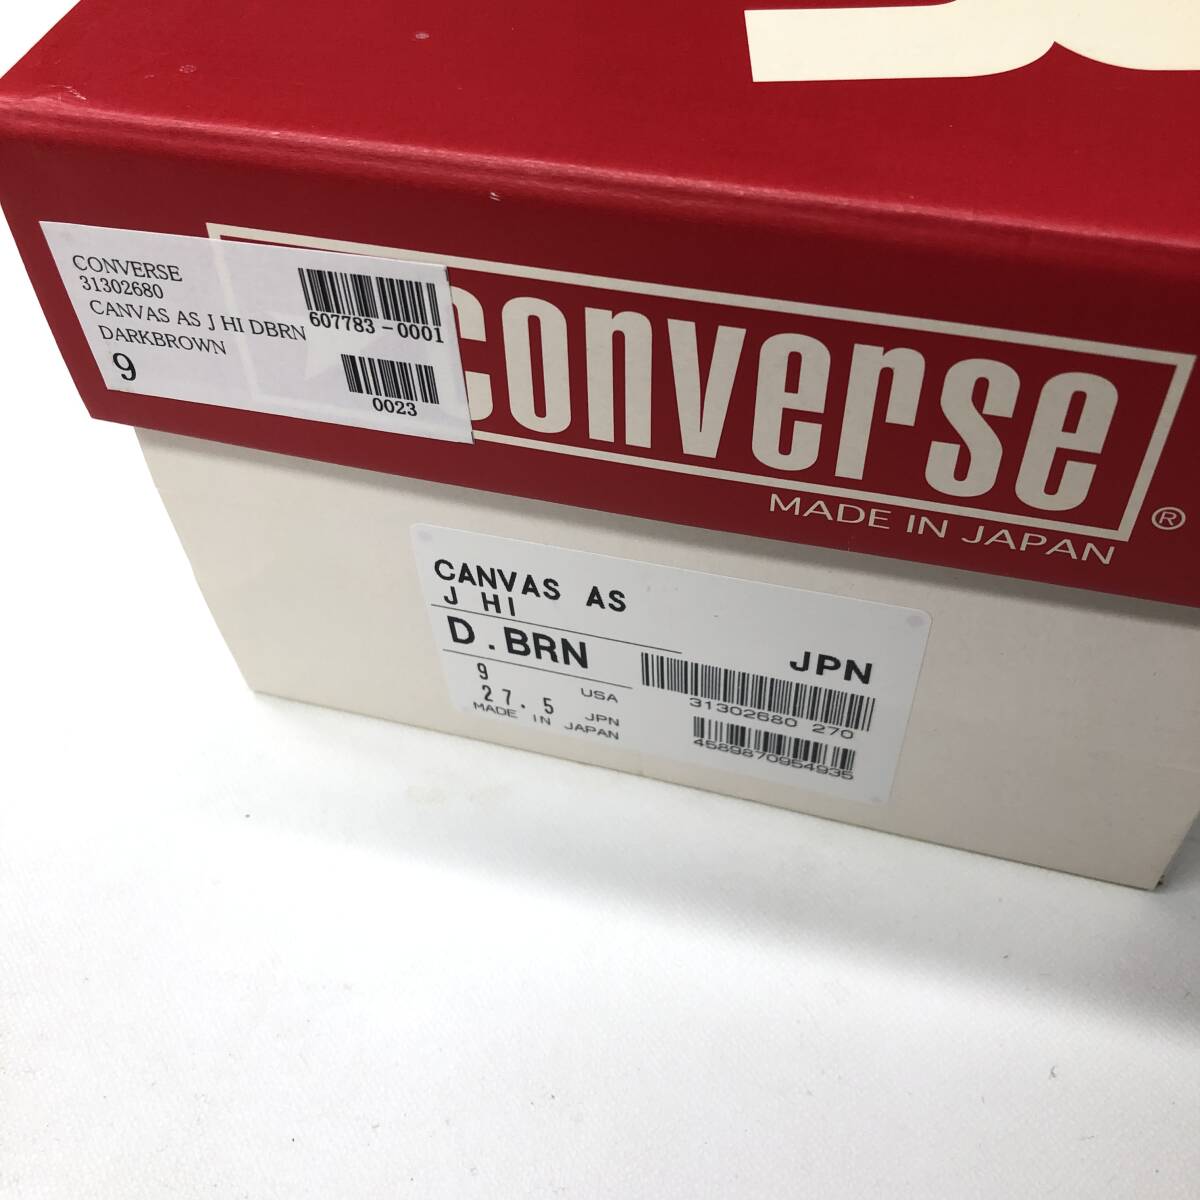 CONVERSE
31302680
CANVAS AS J HI DBRN
DARKBROWN
9
607783-0001
0023
converse
®
MADE IN JAPAN
CANVAS AS
J HI
D.BRN
JPN
9 USA
27.5 JPN
MADE IN JAPAN
31302680 270
4589870954935